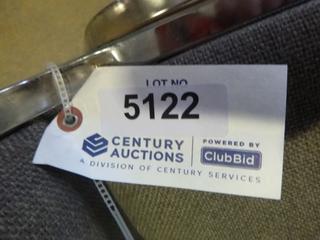 LOT NO.
5122
CENTURY
AUCTIONS
POWERED BY
ClubBid
A DIVISION OF CENTURY SERVICES